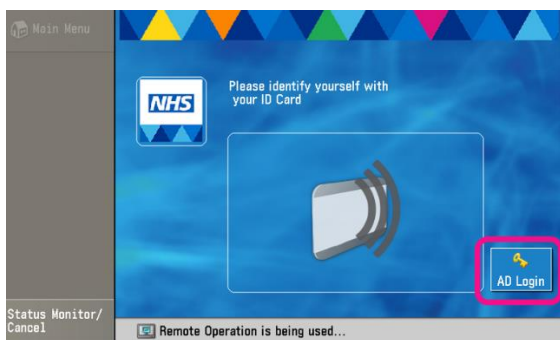 Main Menu
Please identify yourself with
your ID Card
NHS
AD Login
Status Monitor/
Cancel
Remote Operation is being used...